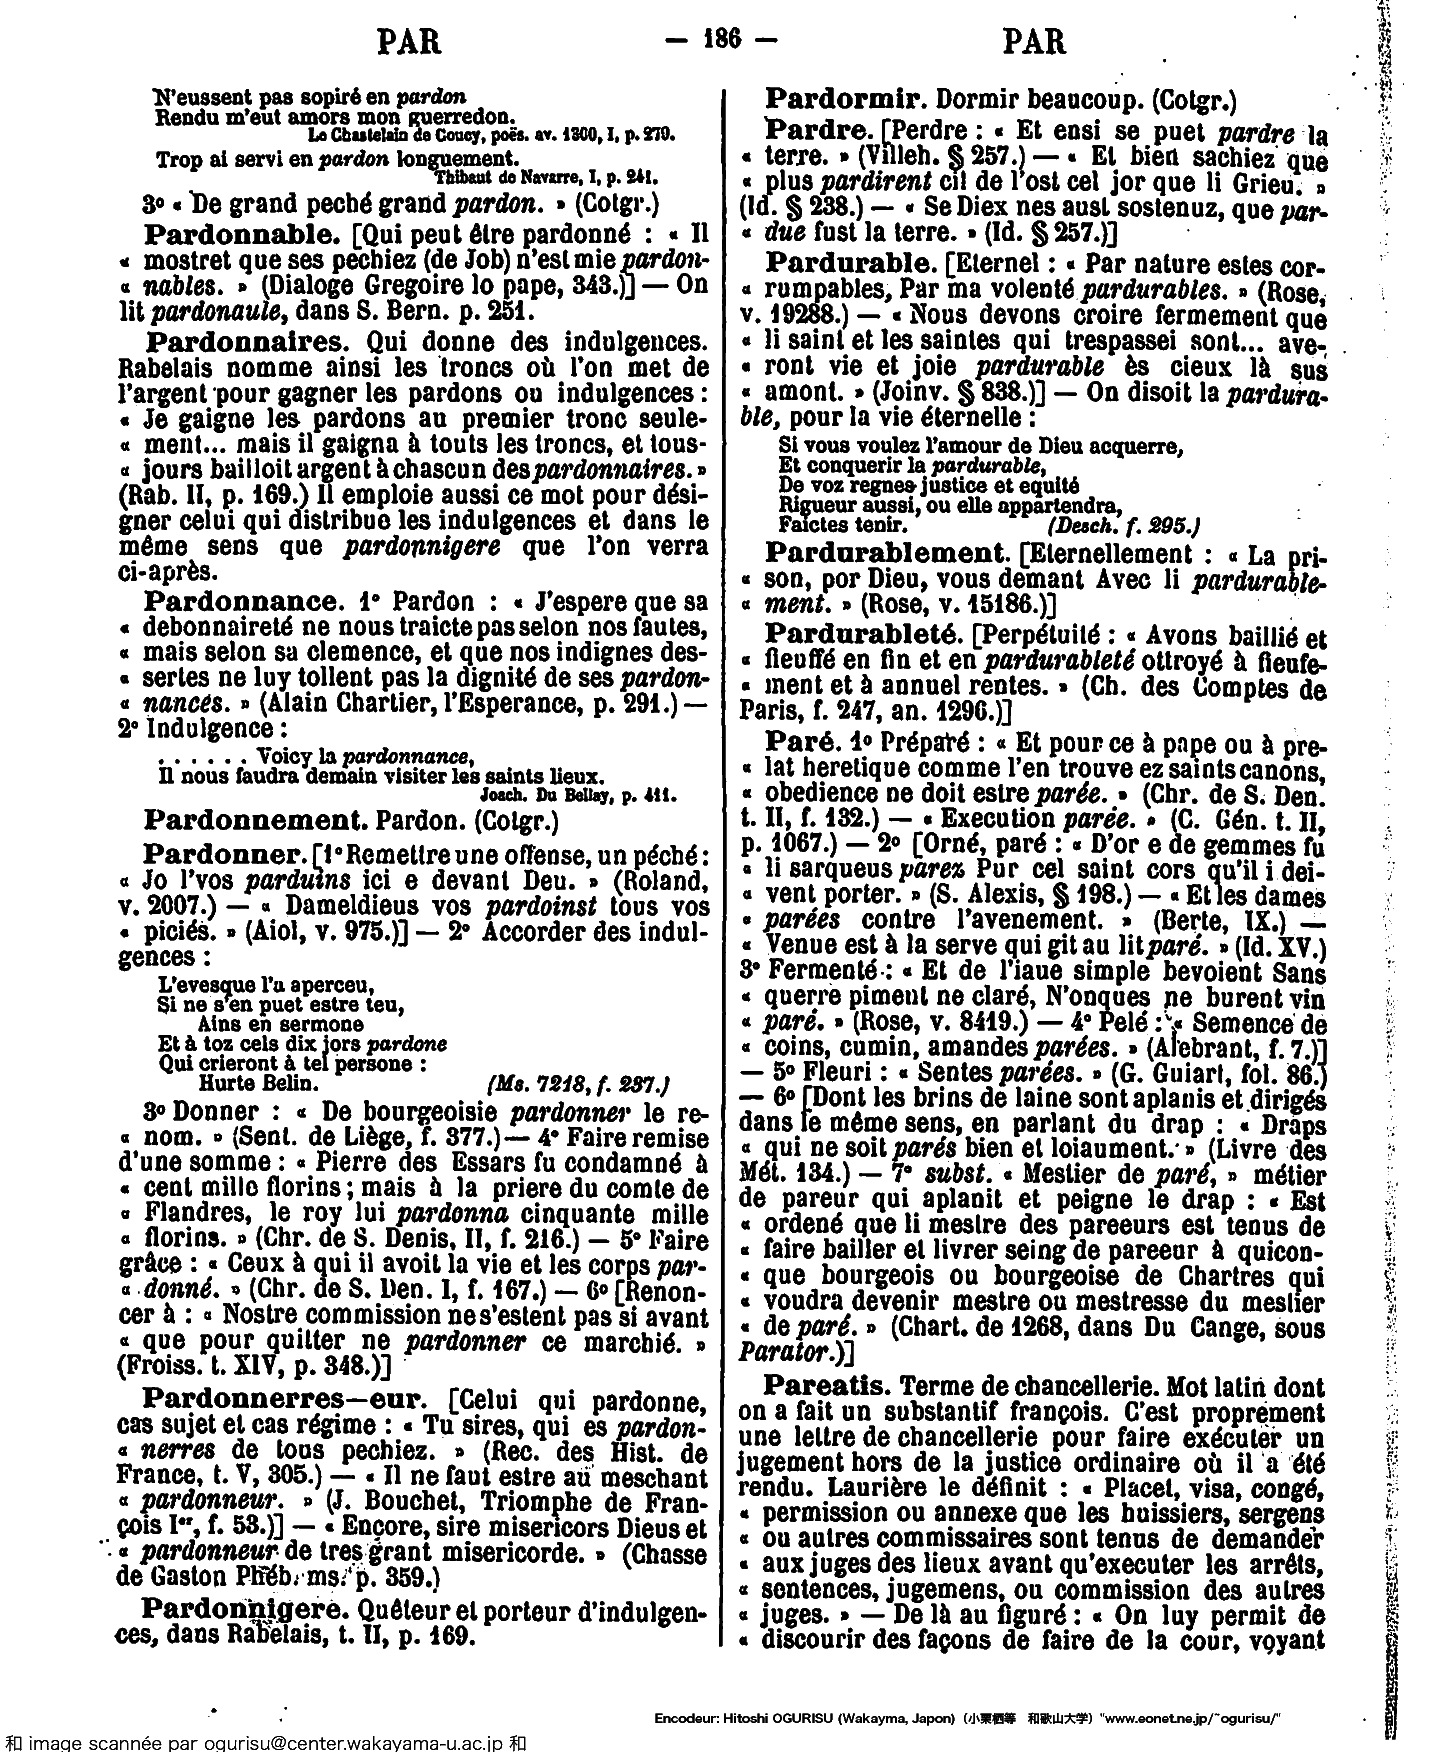 PAR — 186 — PAR
N'eussent pas sopiré en pardon
Rendu m'eut amors mon guerredon.
Le Chastelain de Coucy, poës. av. 1300, I, p. 270.
Trop ai servi en pardon longuement.
Thibaut de Navarre, I, p. 241.
3º « De grand peché grand pardon. » (Cotgr.)
Pardonnable. [Qui peut être pardonné : « Il
« mostret que ses pechiez (de Job) n'est mie pardon-
« nables. » (Dialoge Gregoire lo pape, 343.)] — On
lit pardonaule, dans S. Bern. p. 251.
Pardonnaires. Qui donne des indulgences.
Rabelais nomme ainsi les troncs où l'on met de
l'argent pour gagner les pardons ou indulgences :
« Je gaigne les pardons au premier tronc seule-
« ment... mais il gaigna à touts les troncs, et tous-
« jours bailloit argent à chascun des pardonnaires. »
(Rab. II, p. 169.) Il emploie aussi ce mot pour dési-
gner celui qui distribue les indulgences et dans le
même sens que pardonnigere que l'on verra
ci-après.
Pardonnance. 1º Pardon : « J'espere que sa
« debonnaireté ne nous traicte pas selon nos fautes,
« mais selon sa clemence, et que nos indignes des-
« sertes ne luy tollent pas la dignité de ses pardon-
« nances. » (Alain Chartier, l'Esperance, p. 291.) —
2º Indulgence :
. . . . . . Voicy la pardonnance,
Il nous faudra demain visiter les saints lieux.
Joach. Du Bellay, p. 411.
Pardonnement. Pardon. (Cotgr.)
Pardonner. [1º Remettre une offense, un péché :
« Jo l'vos parduins ici e devant Deu. » (Roland,
v. 2007.) — « Dameldieus vos pardoinst tous vos
« piciés. » (Aiol, v. 975.)] — 2º Accorder des indul-
gences :
L'evesque l'a aperceu,
Si ne s'en puet estre teu,
Ains en sermone
Et à toz cels dix jors pardone
Qui crieront à tel persone :
Hurte Belin. (Ms. 7218, f. 237.)
3º Donner : « De bourgeoisie pardonner le re-
« nom. » (Sent. de Liège, f. 377.) — 4º Faire remise
d'une somme : « Pierre des Essars fu condamné à
« cent mille florins ; mais à la priere du comte de
« Flandres, le roy lui pardonna cinquante mille
« florins. » (Chr. de S. Denis, II, f. 216.) — 5º Faire
grâce : « Ceux à qui il avoit la vie et les corps par-
« donné. » (Chr. de S. Den. I, f. 167.) — 6º [Renon-
cer à : « Nostre commission ne s'estent pas si avant
« que pour quitter ne pardonner ce marchié. »
(Froiss. t. XIV, p. 348.)]
Pardonnerres—eur. [Celui qui pardonne,
cas sujet et cas régime : « Tu sires, qui es pardon-
« nerres de tous pechiez. » (Rec. des Hist. de
France, t. V, 305.) — « Il ne faut estre au meschant
« pardonneur. » (J. Bouchet, Triomphe de Fran-
çois Ier, f. 53.)] — « Encore, sire misericors Dieus et
« pardonneur de tres grant misericorde. » (Chasse
de Gaston Phéb. ms. p. 359.)
Pardonnigere. Quêteur et porteur d'indulgen-
ces, dans Rabelais, t. II, p. 169.
Pardormir. Dormir beaucoup. (Cotgr.)
Pardre. [Perdre : « Et ensi se puet pardre la
« terre. » (Villeh. § 257.) — « Et bien sachiez que
« plus pardirent cil de l'ost cel jor que li Grieu. »
(Id. § 238.) — « Se Diex nes aust sostenuz, que par-
« due fust la terre. » (Id. § 257.)]
Pardurable. [Eternel : « Par nature estes cor-
« rumpables, Par ma volenté pardurables. » (Rose,
v. 19288.) — « Nous devons croire fermement que
« li saint et les saintes qui trespassei sont... ave-
« ront vie et joie pardurable ès cieux là sus
« amont. » (Joinv. § 838.)] — On disoit la pardura-
ble, pour la vie éternelle :
Si vous voulez l'amour de Dieu acquerre,
Et conquerir la pardurable,
De voz regnes justice et equité
Rigueur aussi, ou elle appartendra,
Faictes tenir. (Desch. f. 295.)
Pardurablement. [Eternellement : « La pri-
« son, por Dieu, vous demant Avec li pardurable-
« ment. » (Rose, v. 15186.)]
Pardurableté. [Perpétuité : « Avons baillié et
« fieuffé en fin et en pardurableté ottroyé à fieufe-
« ment et à annuel rentes. » (Ch. des Comptes de
Paris, f. 247, an. 1296.)]
Paré. 1º Préparé : « Et pour ce à pape ou à pre-
« lat heretique comme l'en trouve ez saints canons,
« obedience ne doit estre parée. » (Chr. de S. Den.
t. II, f. 132.) — « Execution parée. » (C. Gén. t. II,
p. 1067.) — 2º [Orné, paré : « D'or e de gemmes fu
« li sarqueus parez Pur cel saint cors qu'il i dei-
« vent porter. » (S. Alexis, § 198.) — « Et les dames
« parées contre l'avenement. » (Berte, IX.) —
« Venue est à la serve qui git au lit paré. » (Id. XV.)
3º Fermenté : « Et de l'iaue simple bevoient Sans
« querre piment ne claré, N'onques ne burent vin
« paré. » (Rose, v. 8419.) — 4º Pelé : « Semence de
« coins, cumin, amandes parées. » (Alebrant, f. 7.)]
— 5º Fleuri : « Sentes parées. » (G. Guiart, fol. 86.)
— 6º [Dont les brins de laine sont aplanis et dirigés
dans le même sens, en parlant du drap : « Draps
« qui ne soit parés bien et loiaument. » (Livre des
Mét. 134.) — 7º subst. « Mestier de paré, » métier
de pareur qui aplanit et peigne le drap : « Est
« ordené que li mestre des pareeurs est tenus de
« faire bailler et livrer seing de pareeur à quicon-
« que bourgeois ou bourgeoise de Chartres qui
« voudra devenir mestre ou mestresse du mestier
« de paré. » (Chart. de 1268, dans Du Cange, sous
Parator.)]
Pareatis. Terme de chancellerie. Mot latin dont
on a fait un substantif françois. C'est proprement
une lettre de chancellerie pour faire exécuter un
jugement hors de la justice ordinaire où il a été
rendu. Laurière le définit : « Placet, visa, congé,
« permission ou annexe que les huissiers, sergens
« ou autres commissaires sont tenus de demander
« aux juges des lieux avant qu'executer les arrêts,
« sentences, jugemens, ou commission des autres
« juges. » — De là au figuré : « On luy permit de
« discourir des façons de faire de la cour, voyant
Encodeur: Hitoshi OGURISU (Wakayma, Japon) (小栗栖等 和歌山大学) "www.eonet.ne.jp/~ogurisu/"
和 image scannée par ogurisu@center.wakayama-u.ac.jp 和